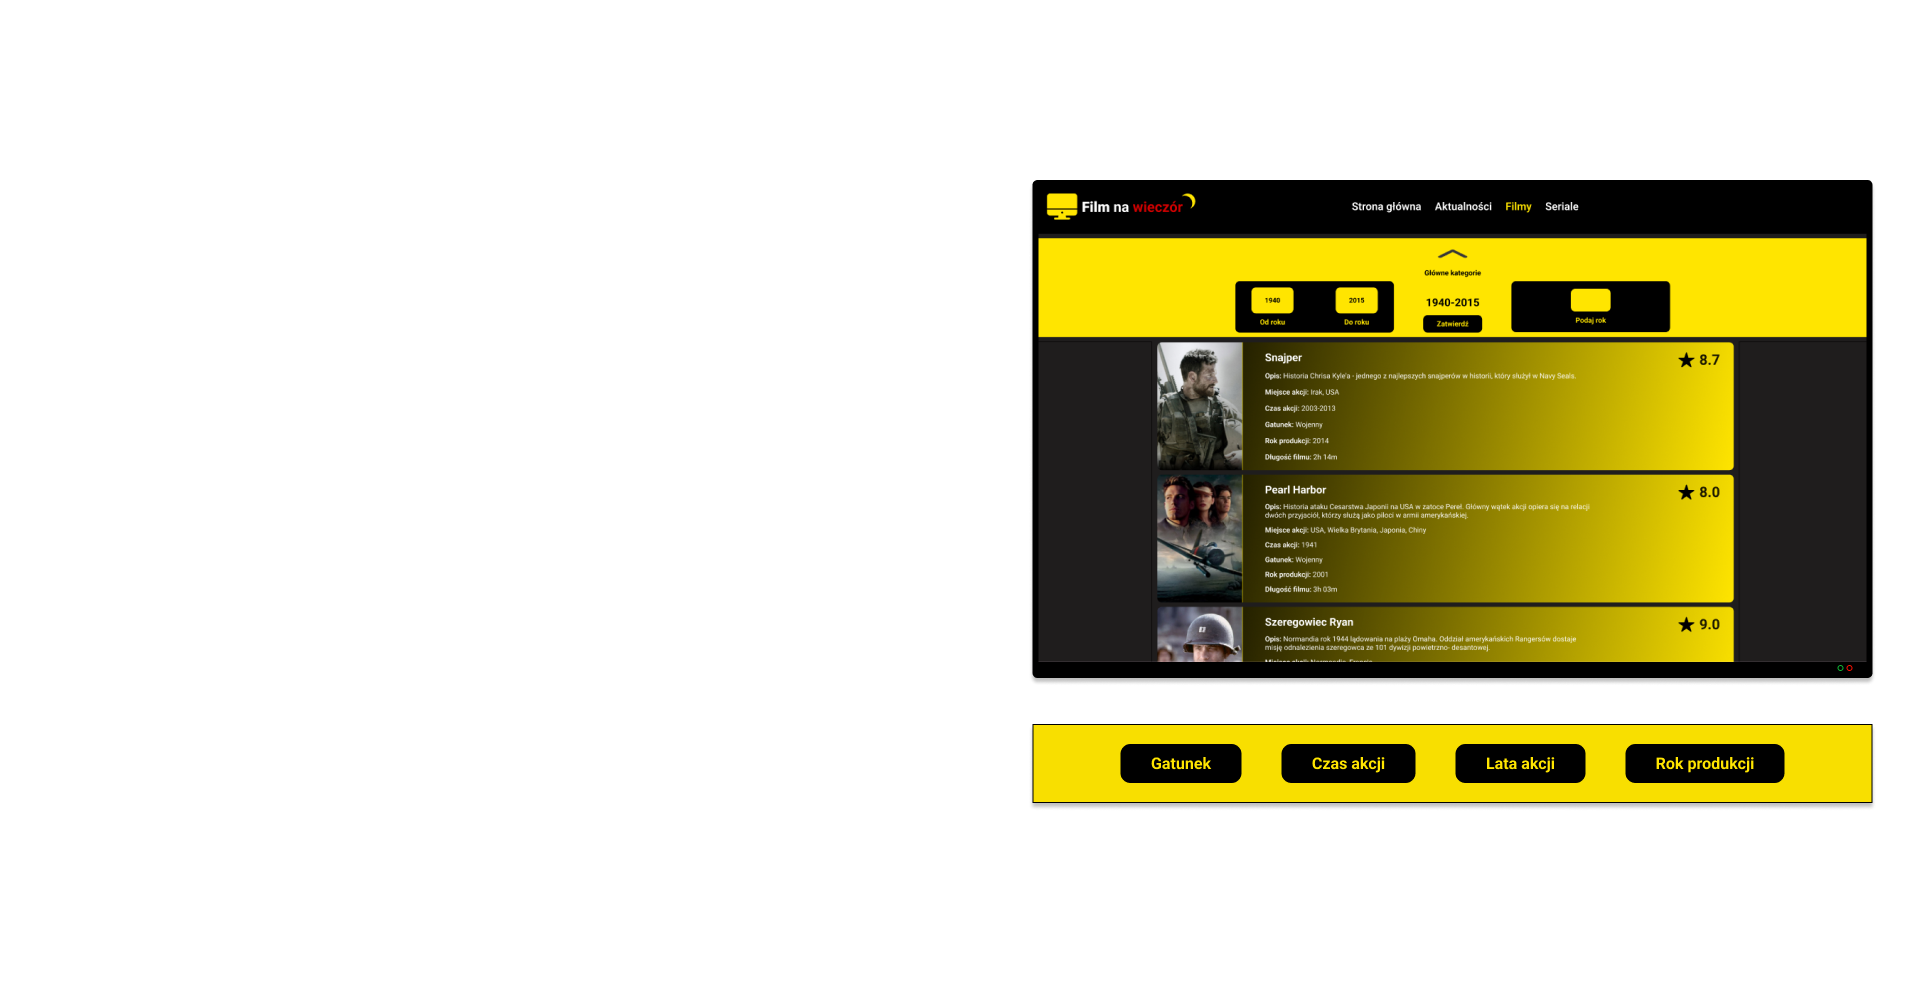 Film na wieczór
Strona główna Aktualności Filmy Seriale
Główne kategorie
1940 2015
Od roku Do roku
1940-2015
Zatwierdź
Podaj rok
Snajper
8.7
Opis: Historia Chrisa Kyle'a - jednego z najlepszych snajperów w historii, który służył w Navy Seals.
Miejsce akcji: Irak, USA
Czas akcji: 2003-2013
Gatunek: Wojenny
Rok produkcji: 2014
Długość filmu: 2h 14m
Pearl Harbor
8.0
Opis: Historia ataku Cesarstwa Japonii na USA w zatoce Pereł. Główny wątek akcji opiera się na relacji
dwóch przyjaciół, którzy służą jako piloci w armii amerykańskiej.
Miejsce akcji: USA, Wielka Brytania, Japonia, Chiny
Czas akcji: 1941
Gatunek: Wojenny
Rok produkcji: 2001
Długość filmu: 3h 03m
Szeregowiec Ryan
9.0
Opis: Normandia rok 1944 lądowania na plaży Omaha. Oddział amerykańskich Rangersów dostaje
misję odnalezienia szeregowca ze 101 dywizji powietrzno- desantowej.
Gatunek Czas akcji Lata akcji Rok produkcji